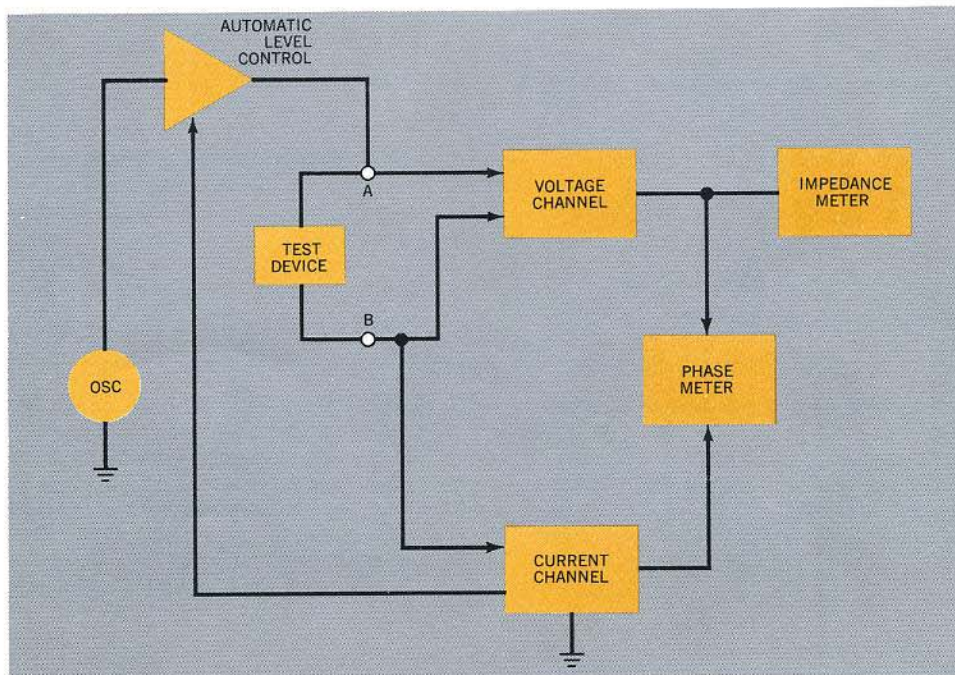 AUTOMATIC
LEVEL
CONTROL
A
VOLTAGE
CHANNEL
IMPEDANCE
METER
TEST
DEVICE
B
OSC
PHASE
METER
CURRENT
CHANNEL